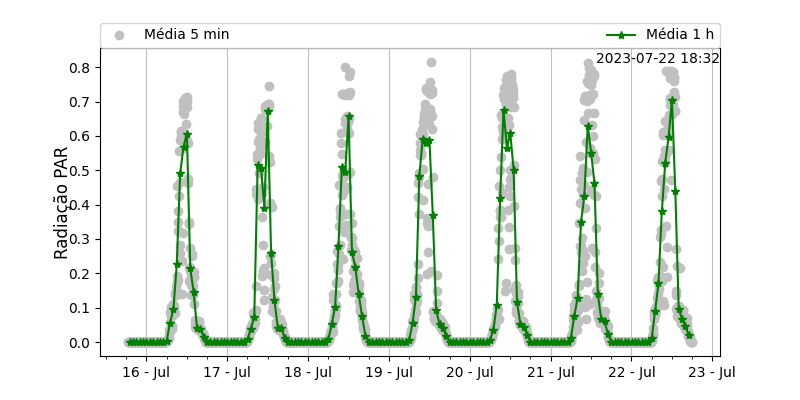 Média 5 min
Média 1 h
2023-07-22 18:32
Radiação PAR
0.8
0.7
0.6
0.5
0.4
0.3
0.2
0.1
0.0
16 - Jul
17 - Jul
18 - Jul
19 - Jul
20 - Jul
21 - Jul
22 - Jul
23 - Jul